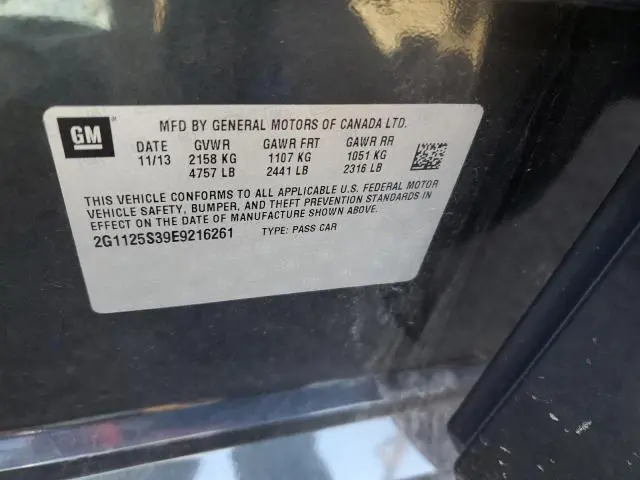 GM
MFD BY GENERAL MOTORS OF CANADA LTD.
DATE GVWR GAWR FRT GAWR RR
11/13 2158 KG 1107 KG 1051 KG
4757 LB 2441 LB 2316 LB
THIS VEHICLE CONFORMS TO ALL APPLICABLE U.S. FEDERAL MOTOR
VEHICLE SAFETY, BUMPER, AND THEFT PREVENTION STANDARDS IN
EFFECT ON THE DATE OF MANUFACTURE SHOWN ABOVE.
2G1125S39E9216261 TYPE: PASS CAR